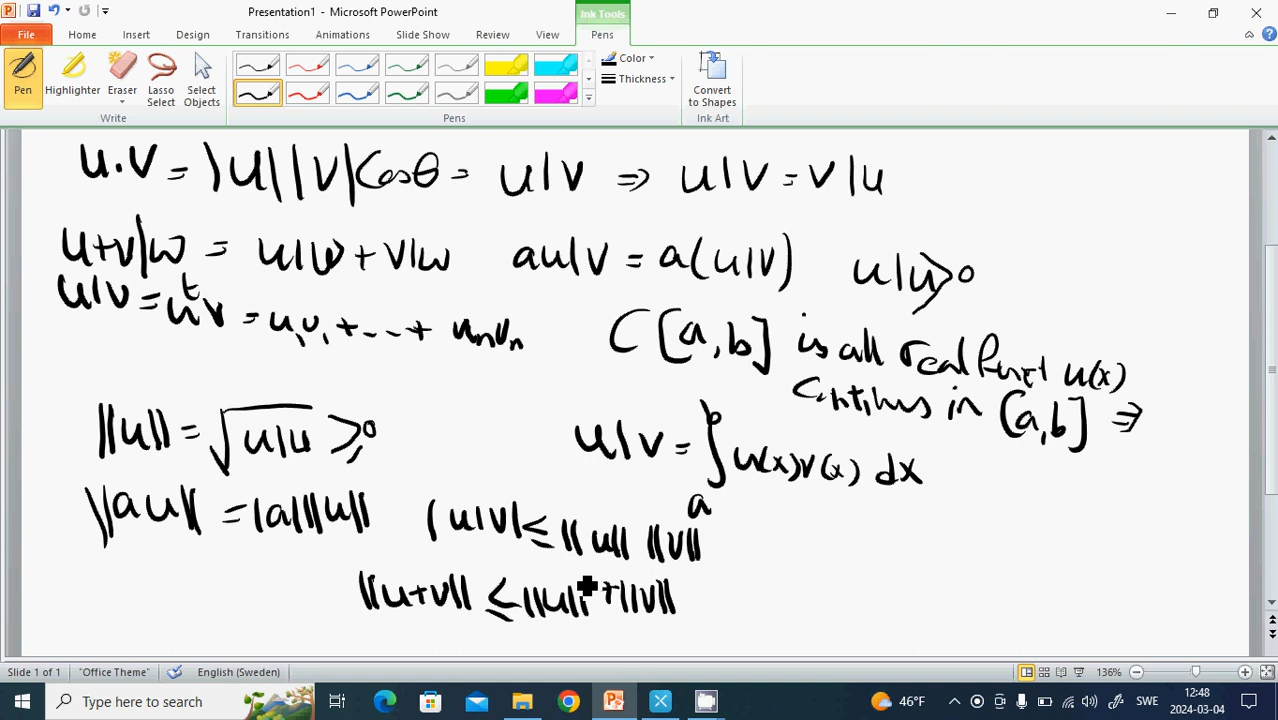 Presentation1 - Microsoft PowerPoint
Ink Tools
File Home Insert Design Transitions Animations Slide Show Review View Pens
Pen Highlighter Eraser Lasso Select Select Objects
Color
Thickness
Convert to Shapes
Write Pens Ink Art
u.v = |u||v|Cosθ = u|v ⇒ u|v = v|u
u+v|w = u|w + v|w au|v = a(u|v) u|u≥0
u|v = uᵗv = u₁v₁ + --- + uₙvₙ
C[a,b] is all real u(x)
in [a,b] ⇒
||u|| = √u|u ≥0
u|v = ∫ₐᵇ u(x)v(x) dx
||au|| = |a|||u|| |u|v| ≤ ||u|| ||v||
||u+v|| ≤ ||u|| + ||v||
Slide 1 of 1 "Office Theme" English (Sweden) 136%
Type here to search 46°F SWE 12:48
2024-03-04